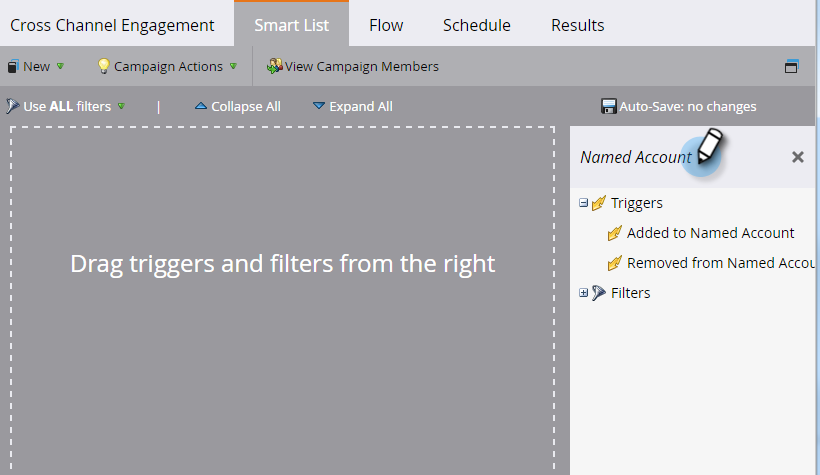 Cross Channel Engagement Smart List Flow Schedule Results
New Campaign Actions View Campaign Members
Use ALL filters | Collapse All Expand All Auto-Save: no changes
Named Account
Triggers
Added to Named Account
Removed from Named Accou
Filters
Drag triggers and filters from the right